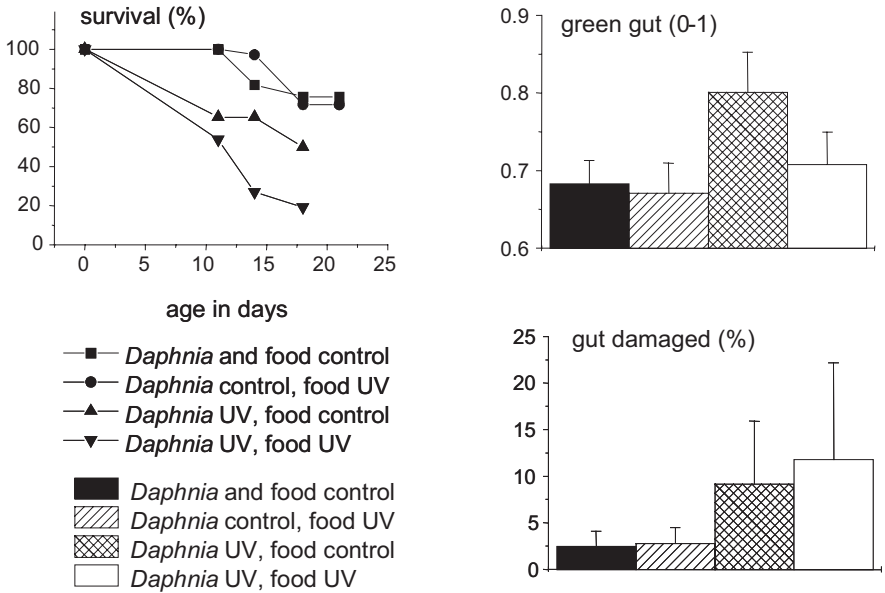 survival (%)
100
80
60
40
20
0
0 5 10 15 20 25
age in days
Daphnia and food control
Daphnia control, food UV
Daphnia UV, food control
Daphnia UV, food UV
Daphnia and food control
Daphnia control, food UV
Daphnia UV, food control
Daphnia UV, food UV
green gut (0-1)
0.9
0.8
0.7
0.6
gut damaged (%)
25
20
15
10
5
0